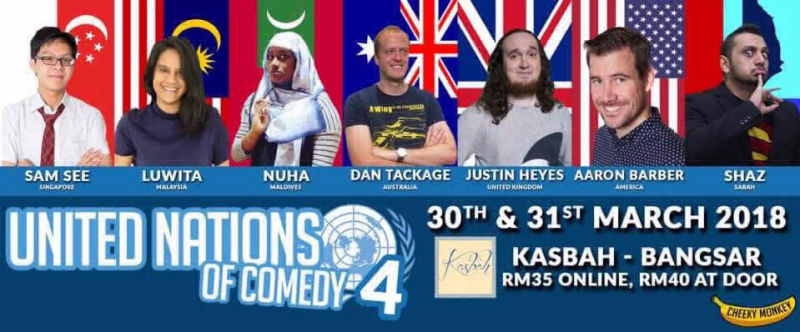 SAM SEE
SINGAPORE
LUWITA
MALAYSIA
NUHA
MALDIVES
DAN TACKAGE
AUSTRALIA
JUSTIN HEYES
UNITED KINGDOM
AARON BARBER
AMERICA
SHAZ
SABAH
AWing
UNITED NATIONS
OF COMEDY 4
30TH & 31ST MARCH 2018
Kasbah
KASBAH - BANGSAR
RM35 ONLINE, RM40 AT DOOR
CHEEKY MONKEY